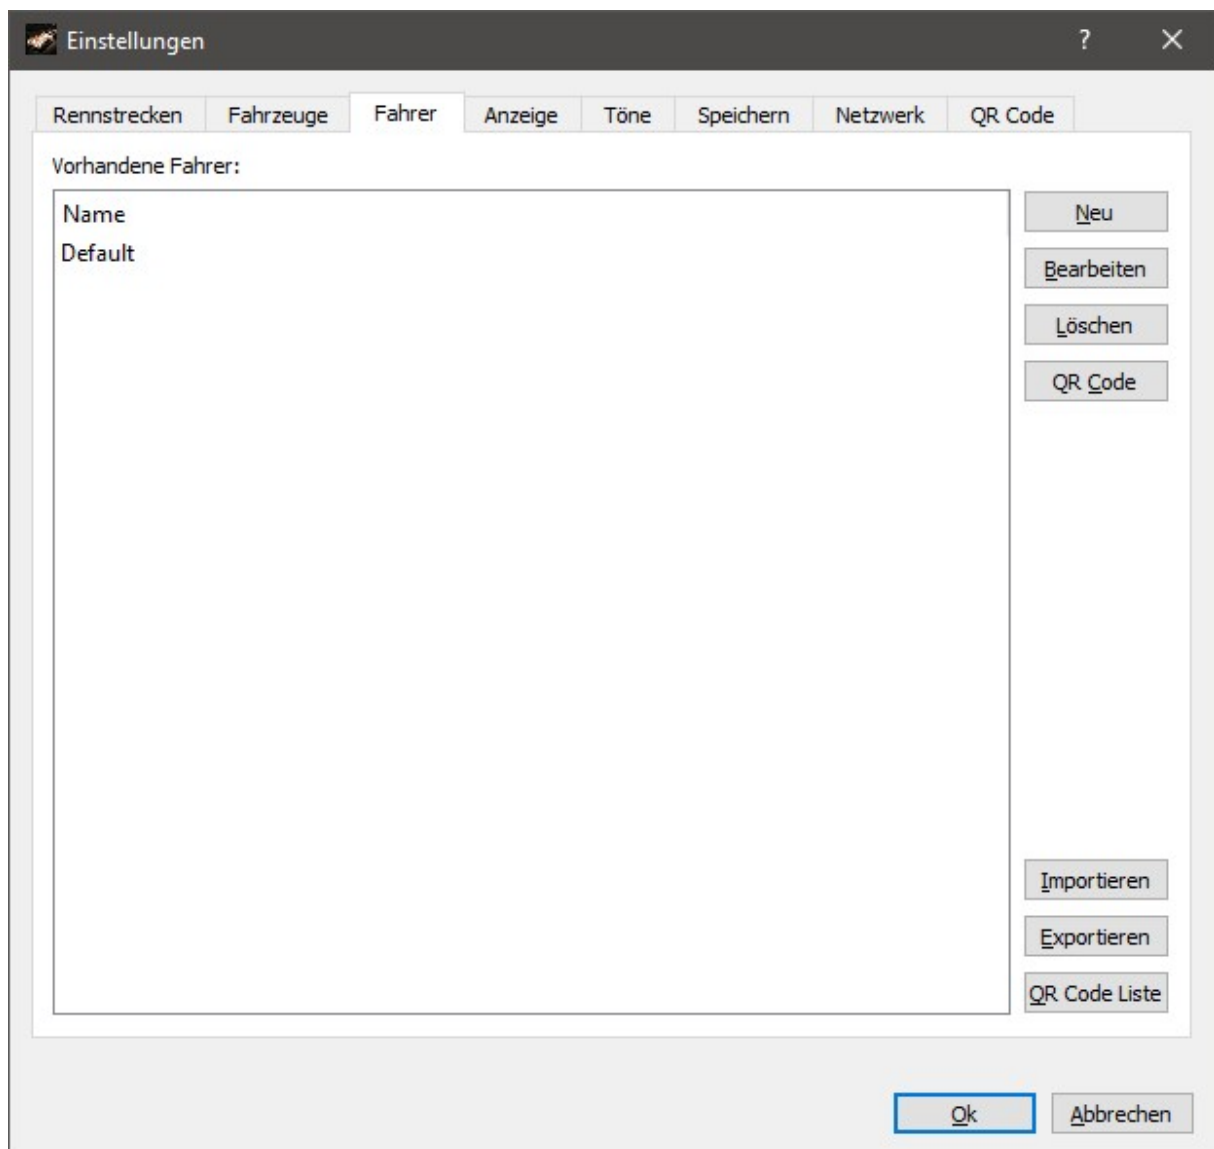 Einstellungen
?
Rennstrecken Fahrzeuge Fahrer Anzeige Töne Speichern Netzwerk QR Code
Vorhandene Fahrer:
Name
Default
Neu
Bearbeiten
Löschen
QR Code
Importieren
Exportieren
QR Code Liste
Ok Abbrechen